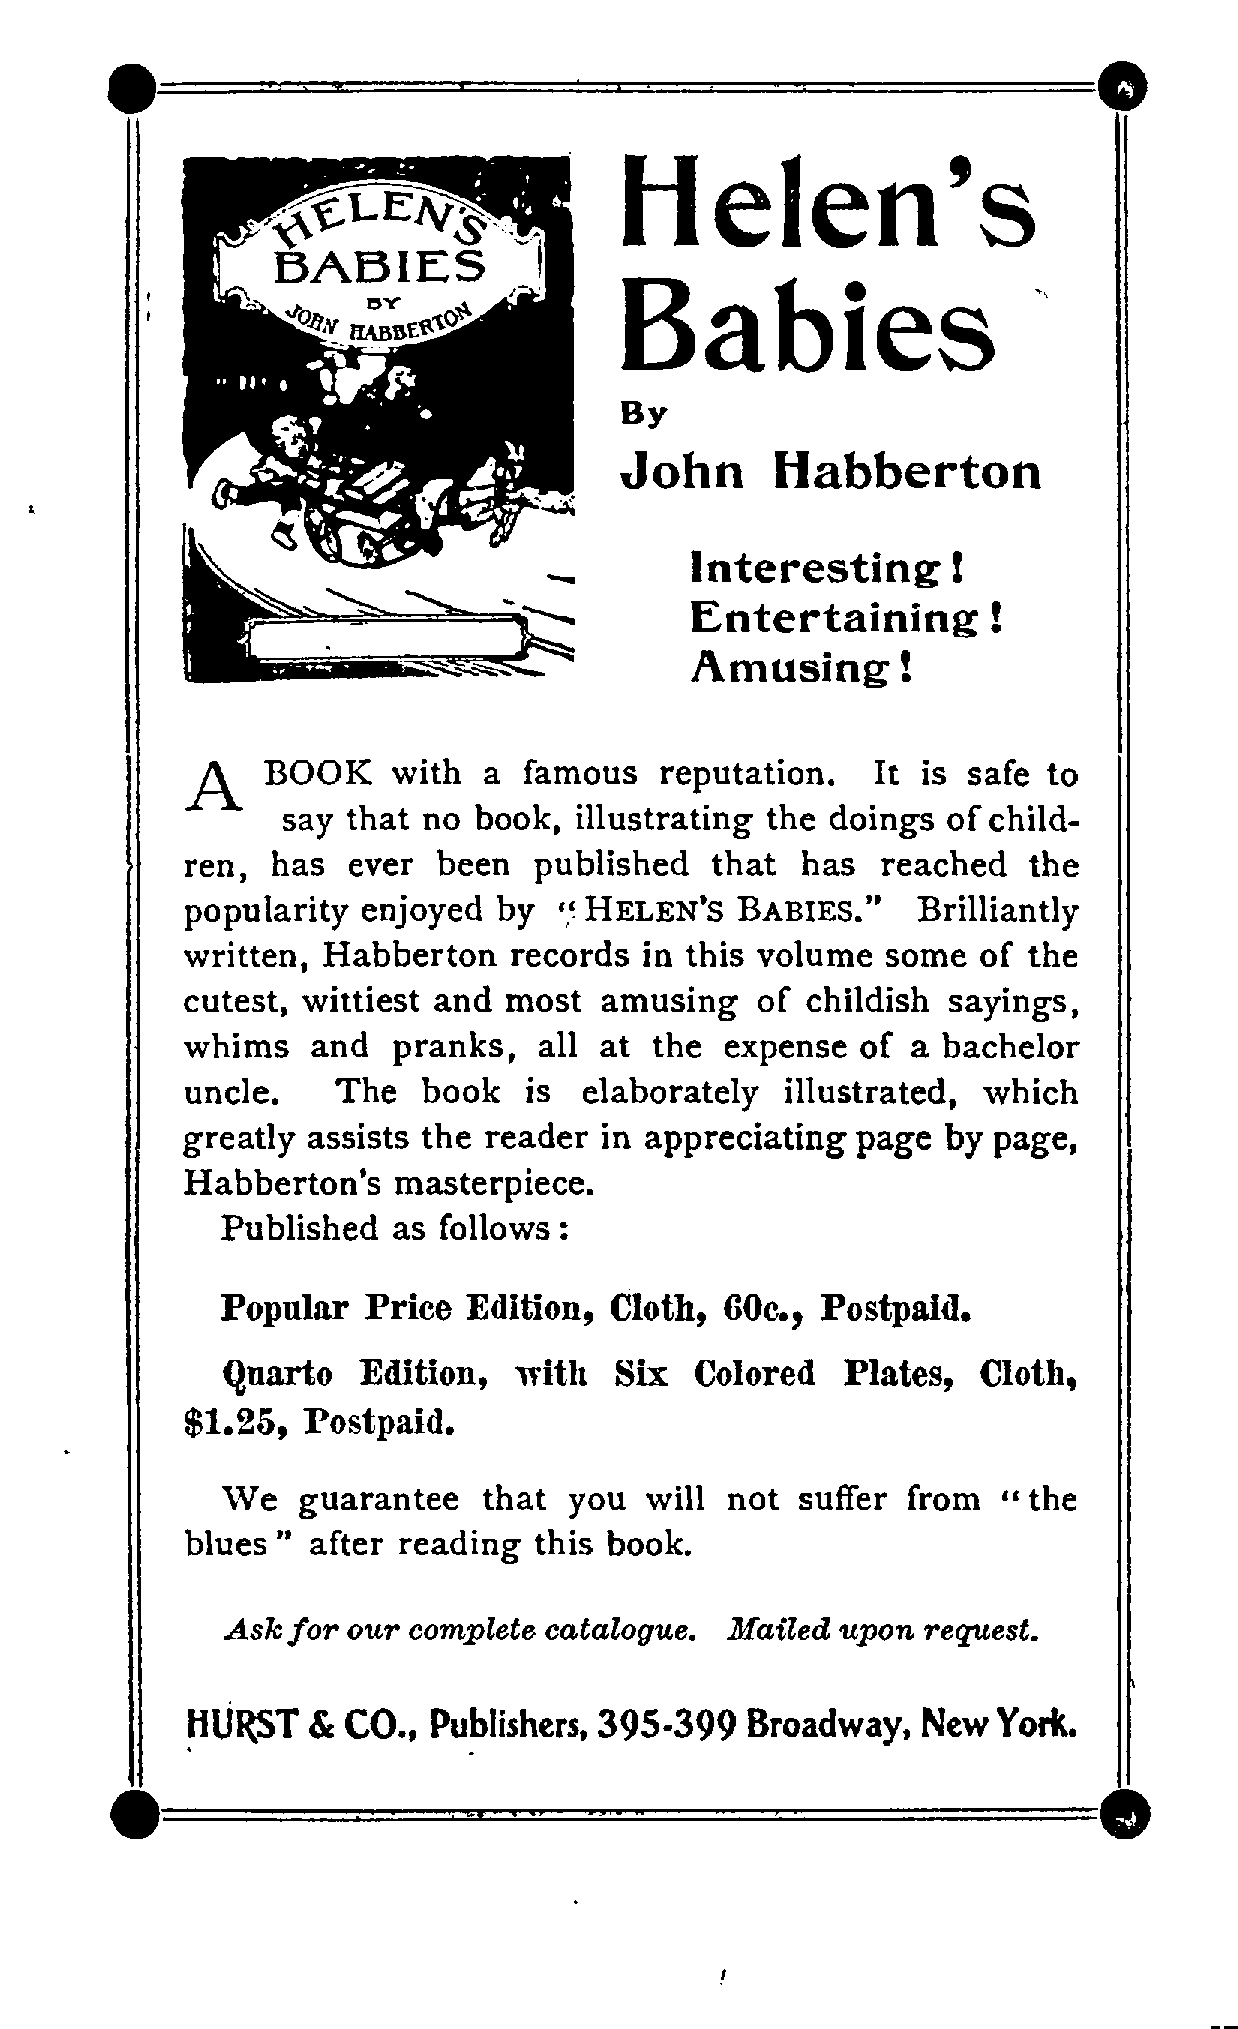 HELEN'S
BABIES
BY
JOHN HABBERTON
Helen's
Babies
By
John Habberton
Interesting!
Entertaining!
Amusing!
A BOOK with a famous reputation. It is safe to
say that no book, illustrating the doings of child-
ren, has ever been published that has reached the
popularity enjoyed by "HELEN'S BABIES." Brilliantly
written, Habberton records in this volume some of the
cutest, wittiest and most amusing of childish sayings,
whims and pranks, all at the expense of a bachelor
uncle. The book is elaborately illustrated, which
greatly assists the reader in appreciating page by page,
Habberton's masterpiece.
Published as follows:
Popular Price Edition, Cloth, 60c., Postpaid.
Quarto Edition, with Six Colored Plates, Cloth,
$1.25, Postpaid.
We guarantee that you will not suffer from "the
blues" after reading this book.
Ask for our complete catalogue. Mailed upon request.
HURST & CO., Publishers, 395-399 Broadway, New York.